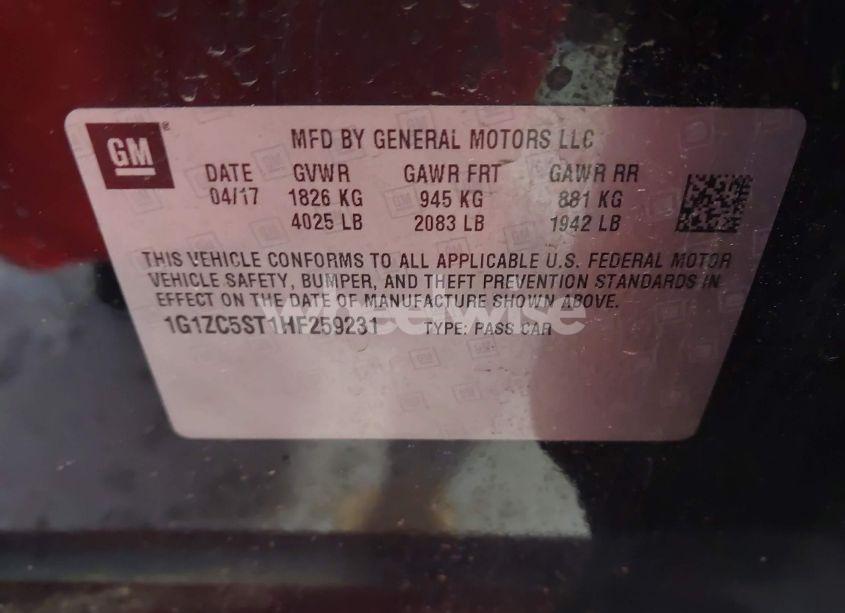 GM®
MFD BY GENERAL MOTORS LLC
DATE GVWR GAWR FRT GAWR RR
04/17 1826 KG 945 KG 881 KG
4025 LB 2083 LB 1942 LB
THIS VEHICLE CONFORMS TO ALL APPLICABLE U.S. FEDERAL MOTOR
VEHICLE SAFETY, BUMPER, AND THEFT PREVENTION STANDARDS IN
EFFECT ON THE DATE OF MANUFACTURE SHOWN ABOVE.
1G1ZC5ST1HF259231 TYPE: PASS CAR
wheelwise